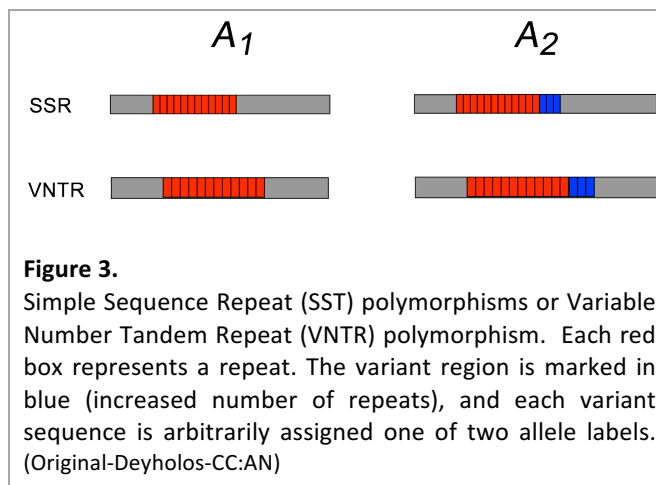 A1 A2
SSR
VNTR
Figure 3.
Simple Sequence Repeat (SST) polymorphisms or Variable
Number Tandem Repeat (VNTR) polymorphism. Each red
box represents a repeat. The variant region is marked in
blue (increased number of repeats), and each variant
sequence is arbitrarily assigned one of two allele labels.
(Original-Deyholos-CC:AN)